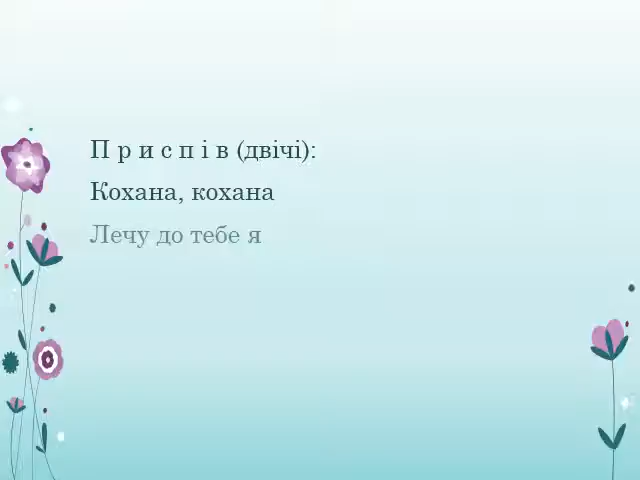 П р и с п і в (двічі):
Кохана, кохана
Лечу до тебе я